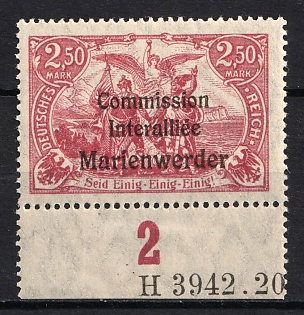 2,50 2,50
MARK MARK
DEUTSCHES REICH
Commission
Interalliée
Marienwerder
Seid Einig-Einig-Einig!
2
H 3942.20